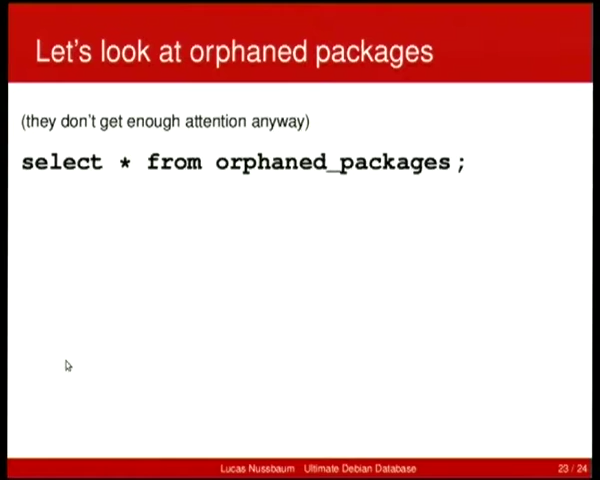 Let's look at orphaned packages
(they don't get enough attention anyway)
select * from orphaned_packages;
Lucas Nussbaum Ultimate Debian Database 23 / 24